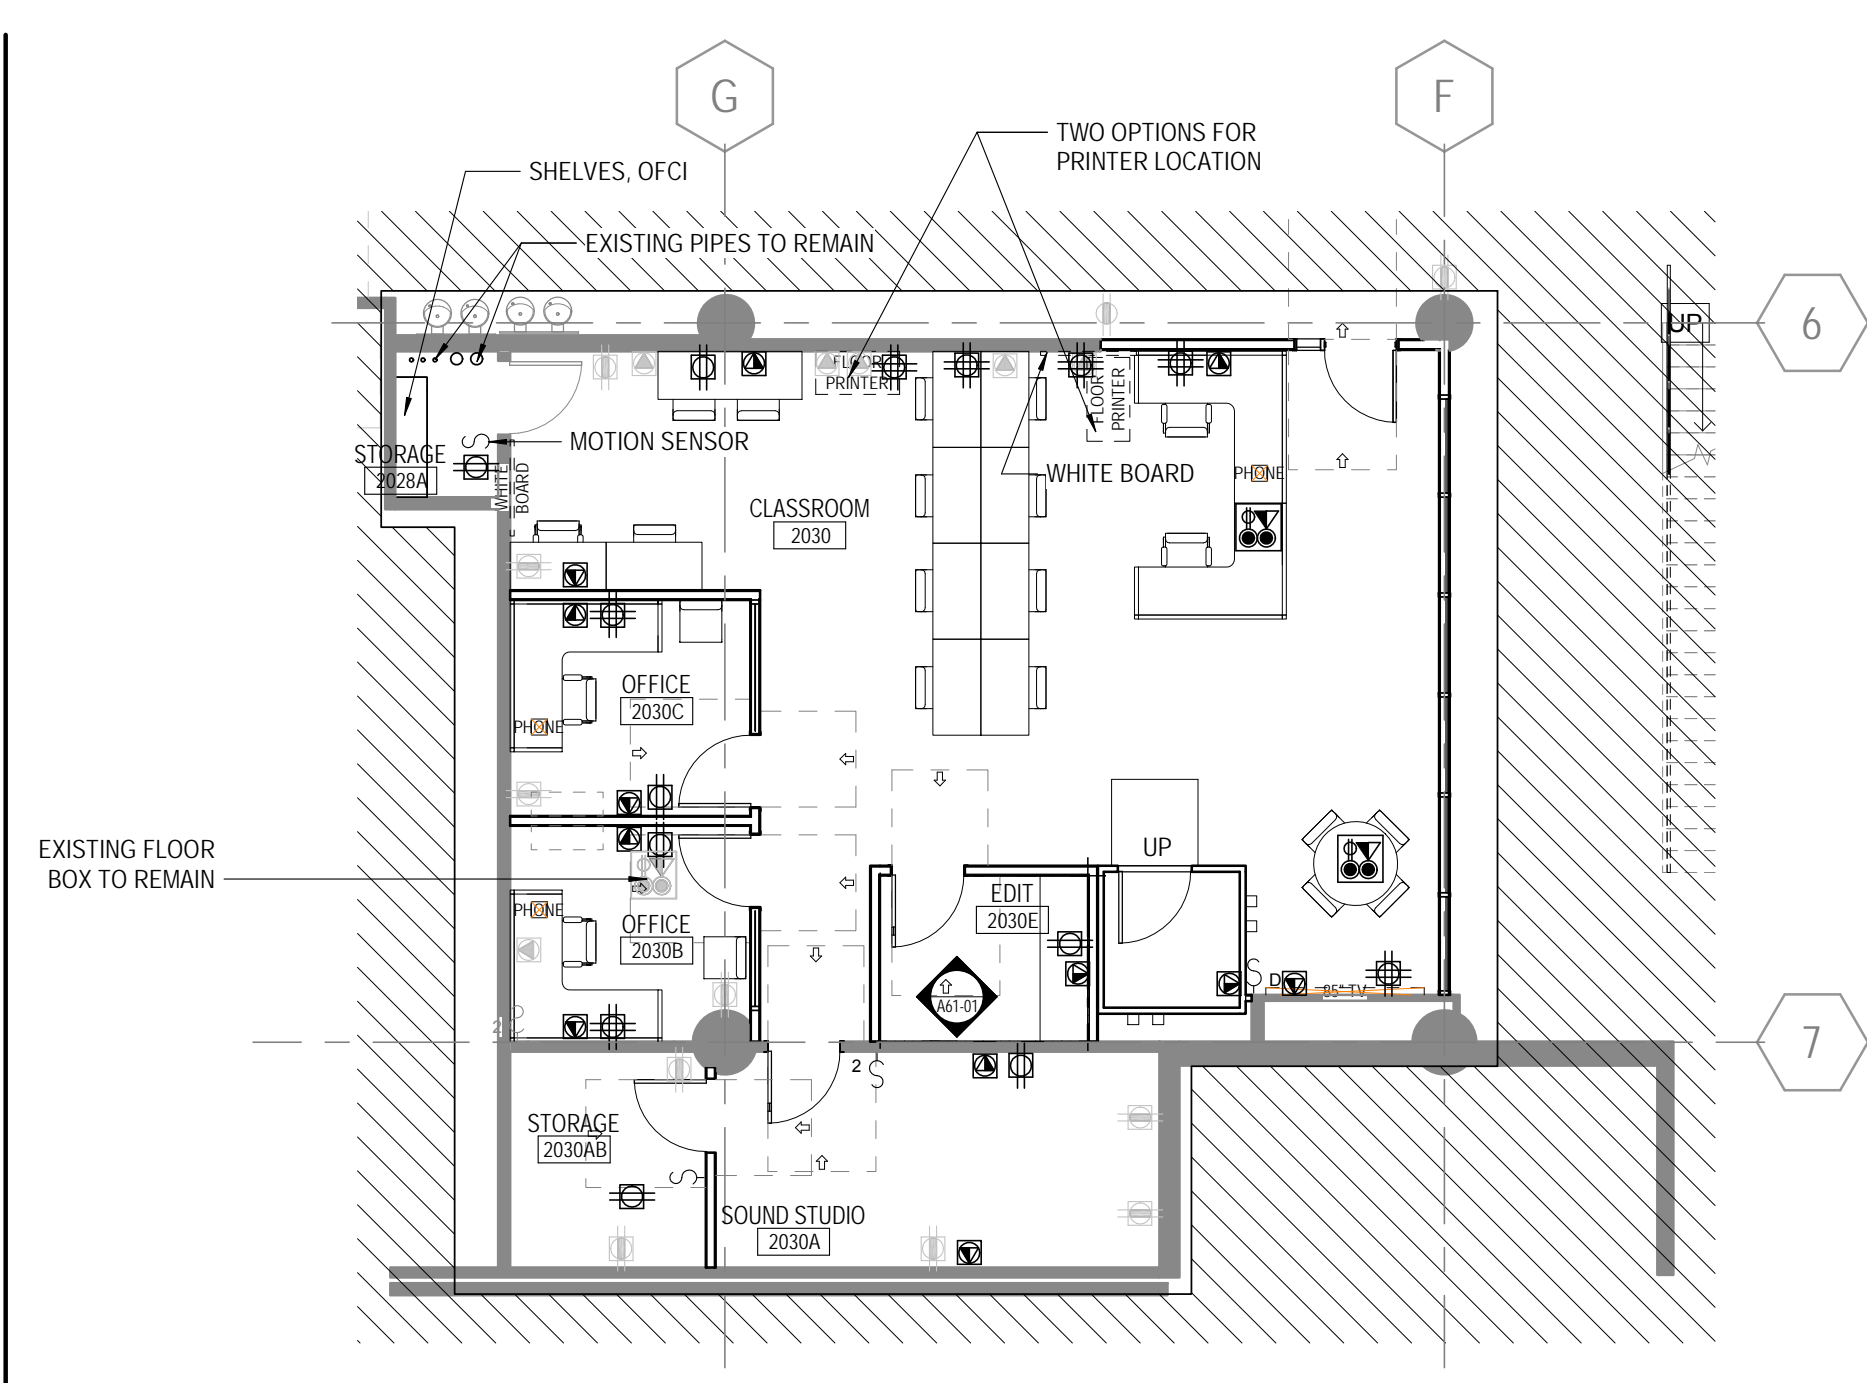 G
F
TWO OPTIONS FOR
PRINTER LOCATION
SHELVES, OFCI
EXISTING PIPES TO REMAIN
UP
6
FLOOR
PRINTER
FLOOR
PRINTER
MOTION SENSOR
STORAGE
2028A
WHITE
BOARD
WHITE BOARD
PHONE
CLASSROOM
2030
OFFICE
2030C
PHONE
EXISTING FLOOR
BOX TO REMAIN
UP
EDIT
2030E
PHONE
OFFICE
2030B
A61-01
D
85" TV
2
2
7
STORAGE
2030AB
SOUND STUDIO
2030A